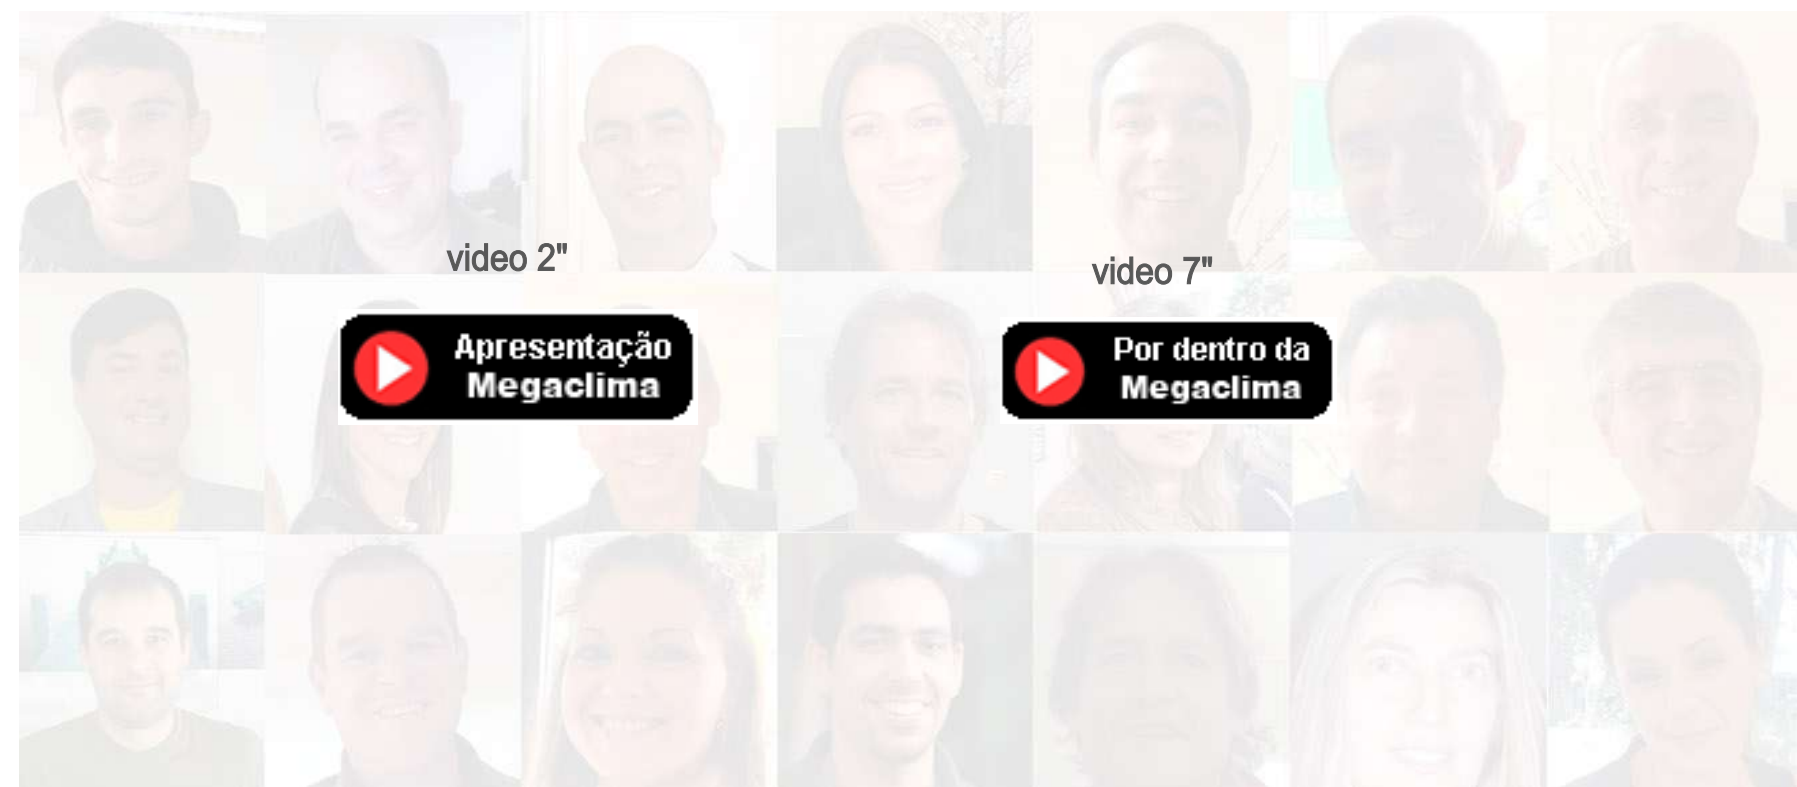 video 2"
Apresentação
Megaclima
video 7"
Por dentro da
Megaclima